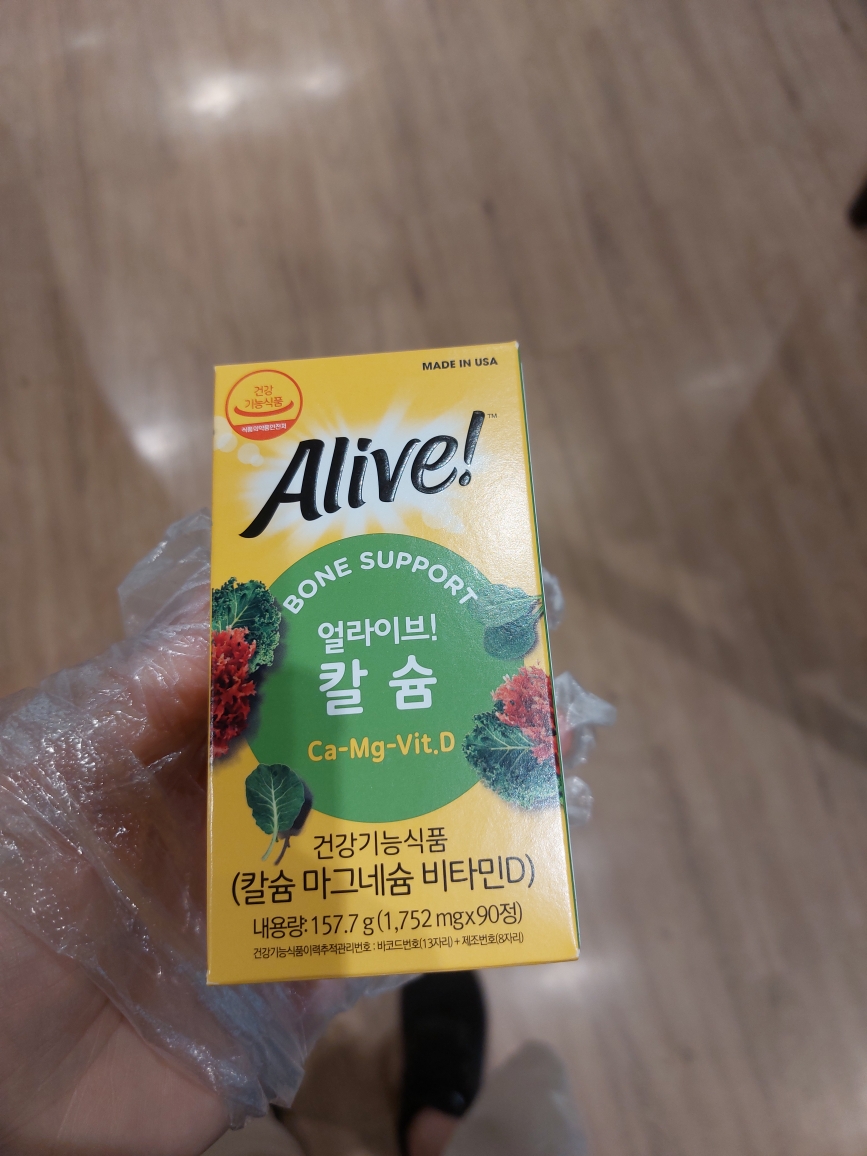 MADE IN USA
건강
기능식품
식품의약품안전처
Alive!™
BONE SUPPORT
얼라이브!
칼슘
Ca-Mg-Vit.D
건강기능식품
(칼슘 마그네슘 비타민D)
내용량: 157.7 g (1,752 mg x 90정)
건강기능식품이력추적관리번호 : 바코드번호(13자리) + 제조번호(8자리)